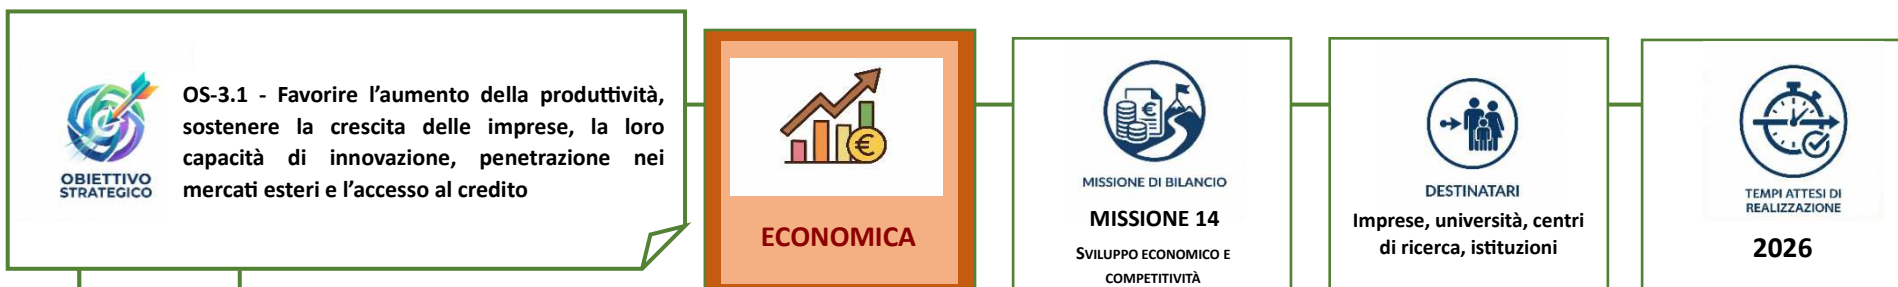 OBIETTIVO
STRATEGICO
OS-3.1 - Favorire l’aumento della produttività,
sostenere la crescita delle imprese, la loro
capacità di innovazione, penetrazione nei
mercati esteri e l’accesso al credito
ECONOMICA
MISSIONE DI BILANCIO
MISSIONE 14
SVILUPPO ECONOMICO E
COMPETITIVITÀ
DESTINATARI
Imprese, università, centri
di ricerca, istituzioni
TEMPI ATTESI DI
REALIZZAZIONE
2026